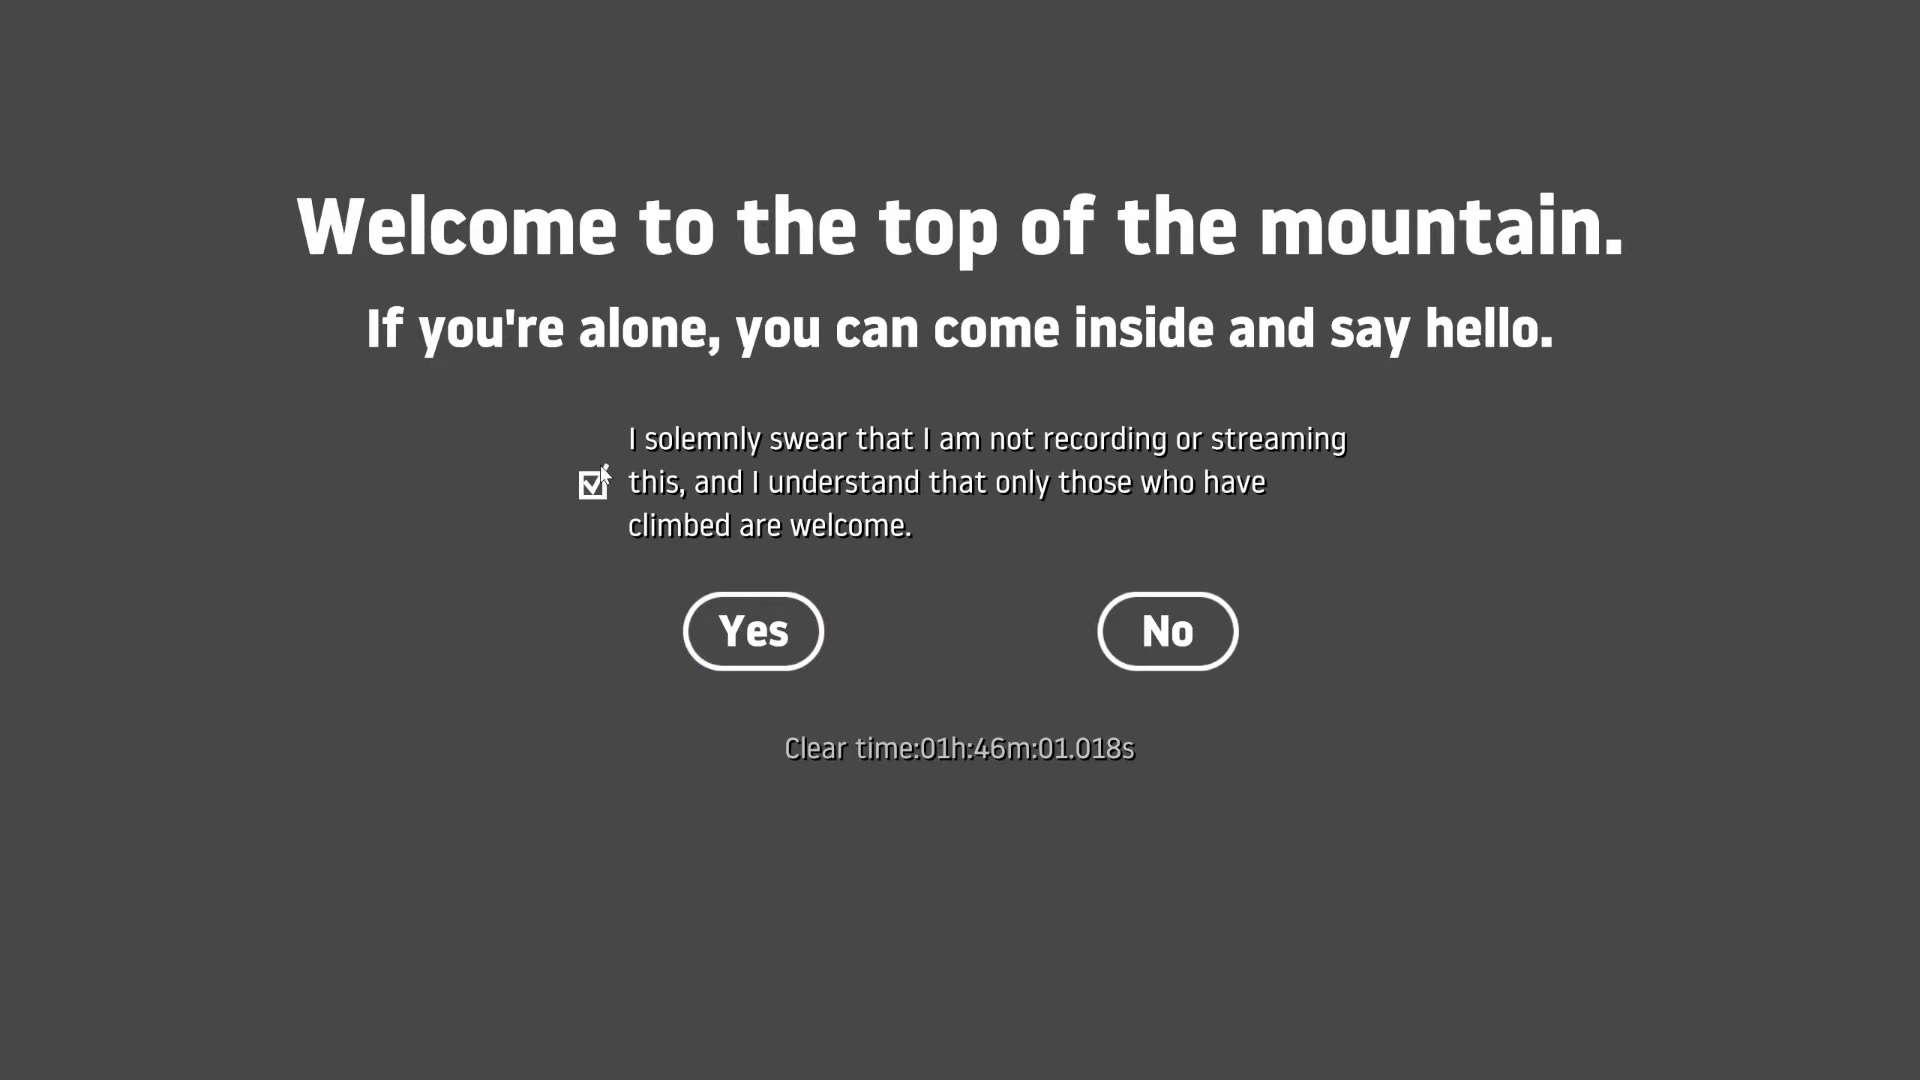 Welcome to the top of the mountain.
If you're alone, you can come inside and say hello.
I solemnly swear that I am not recording or streaming
this, and I understand that only those who have
climbed are welcome.
Yes
No
Clear time:01h:46m:01.018s